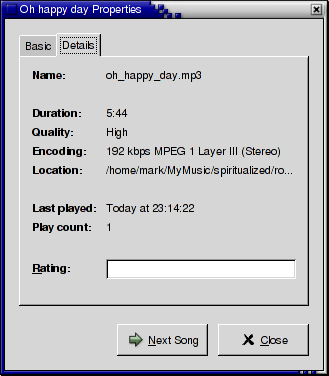 Oh happy day Properties
Basic Details
Name: oh_happy_day.mp3
Duration: 5:44
Quality: High
Encoding: 192 kbps MPEG 1 Layer III (Stereo)
Location: /home/mark/MyMusic/spiritualized/ro...
Last played: Today at 23:14:22
Play count: 1
Rating:
Next Song Close